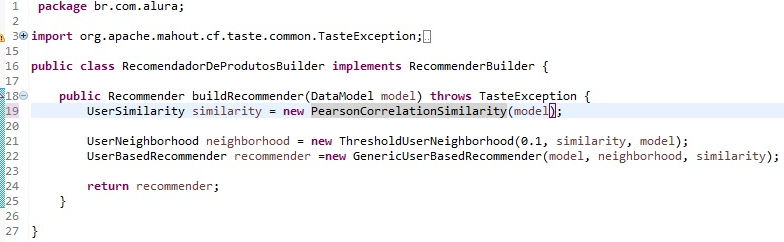 1 package br.com.alura;
2
3 import org.apache.mahout.cf.taste.common.TasteException;
15
16 public class RecomendadorDeProdutosBuilder implements RecommenderBuilder {
17
18 public Recommender buildRecommender(DataModel model) throws TasteException {
19 UserSimilarity similarity = new PearsonCorrelationSimilarity(model);
20
21 UserNeighborhood neighborhood = new ThresholdUserNeighborhood(0.1, similarity, model);
22 UserBasedRecommender recommender =new GenericUserBasedRecommender(model, neighborhood, similarity);
23
24 return recommender;
25 }
26
27 }